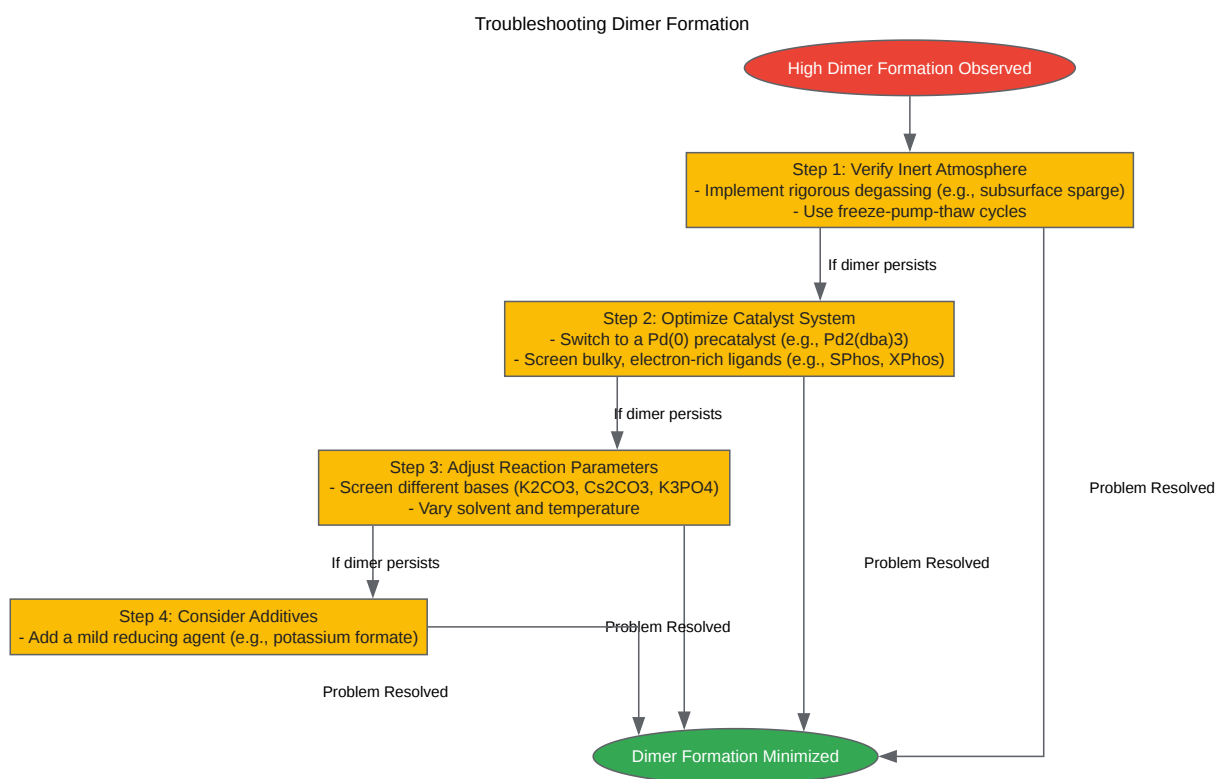 Troubleshooting Dimer Formation
High Dimer Formation Observed
Step 1: Verify Inert Atmosphere
- Implement rigorous degassing (e.g., subsurface sparge)
- Use freeze-pump-thaw cycles
If dimer persists
Step 2: Optimize Catalyst System
- Switch to a Pd(0) precatalyst (e.g., Pd2(dba)3)
- Screen bulky, electron-rich ligands (e.g., SPhos, XPhos)
If dimer persists
Step 3: Adjust Reaction Parameters
- Screen different bases (K2CO3, Cs2CO3, K3PO4)
- Vary solvent and temperature
Problem Resolved
If dimer persists
Problem Resolved
Step 4: Consider Additives
- Add a mild reducing agent (e.g., potassium formate)
Problem Resolved
Problem Resolved
Dimer Formation Minimized